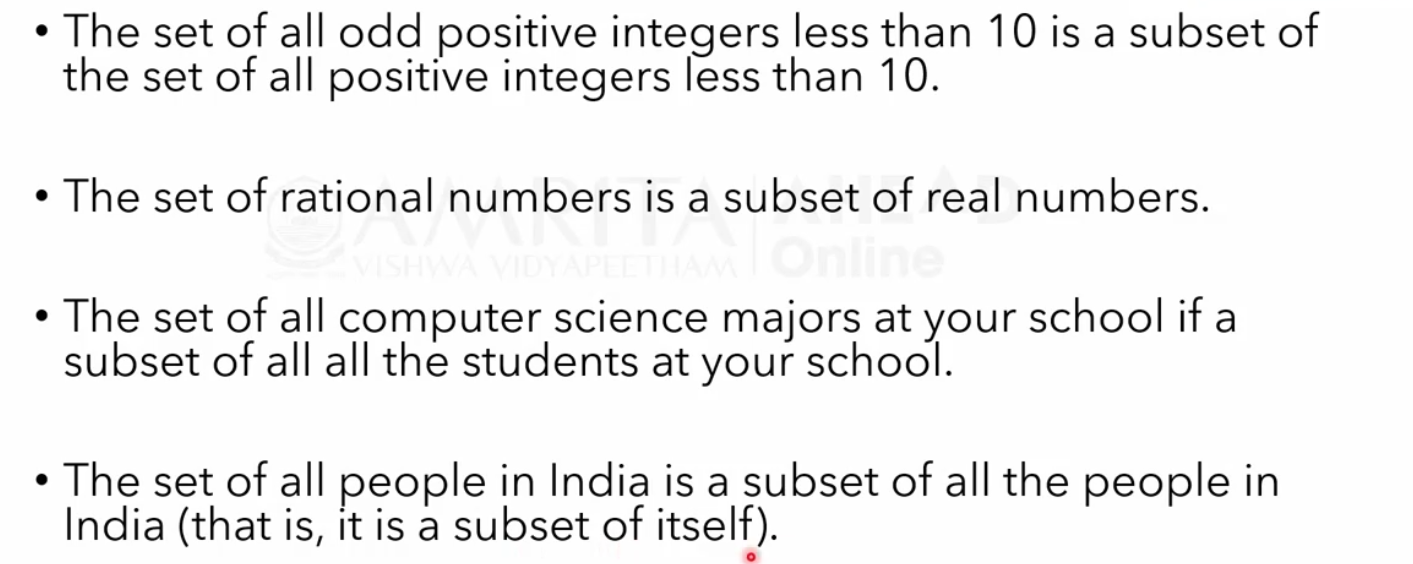 • The set of all odd positive integers less than 10 is a subset of
the set of all positive integers less than 10.
• The set of rational numbers is a subset of real numbers.
AMRITA AHEAD
VISHWA VIDYAPEETHAM Online
• The set of all computer science majors at your school if a
subset of all all the students at your school.
• The set of all people in India is a subset of all the people in
India (that is, it is a subset of itself).